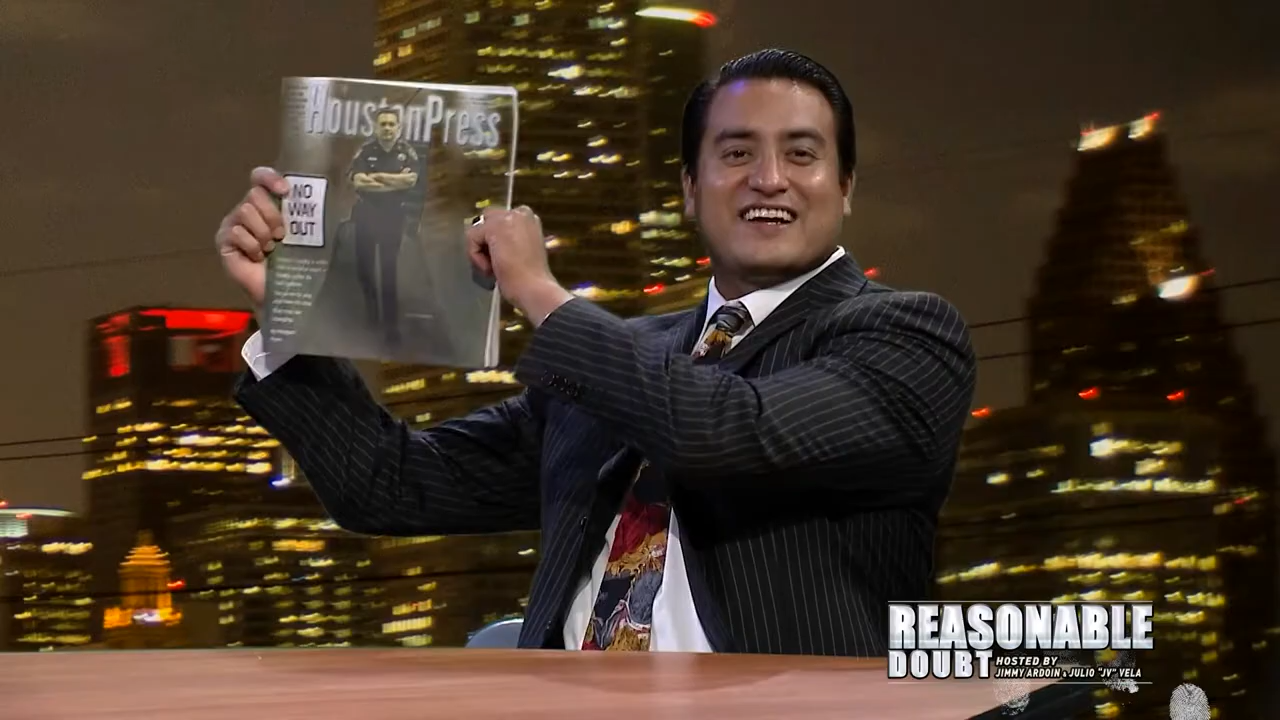 HoustonPress
NO
WAY
OUT
REASONABLE
DOUBT HOSTED BY
JIMMY ARDOIN & JULIO "JV" VELA